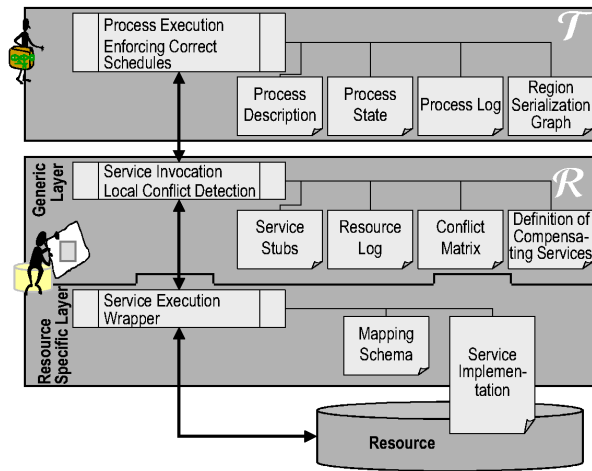 Process Execution
Enforcing Correct
Schedules
T
Process
Description
Process
State
Process Log
Region
Serialization
Graph
Generic
Layer
Service Invocation
Local Conflict Detection
R
Service
Stubs
Resource
Log
Conflict
Matrix
Definition of
Compensa-
ting Services
Resource
Specific Layer
Service Execution
Wrapper
Mapping
Schema
Service
Implemen-
tation
Resource